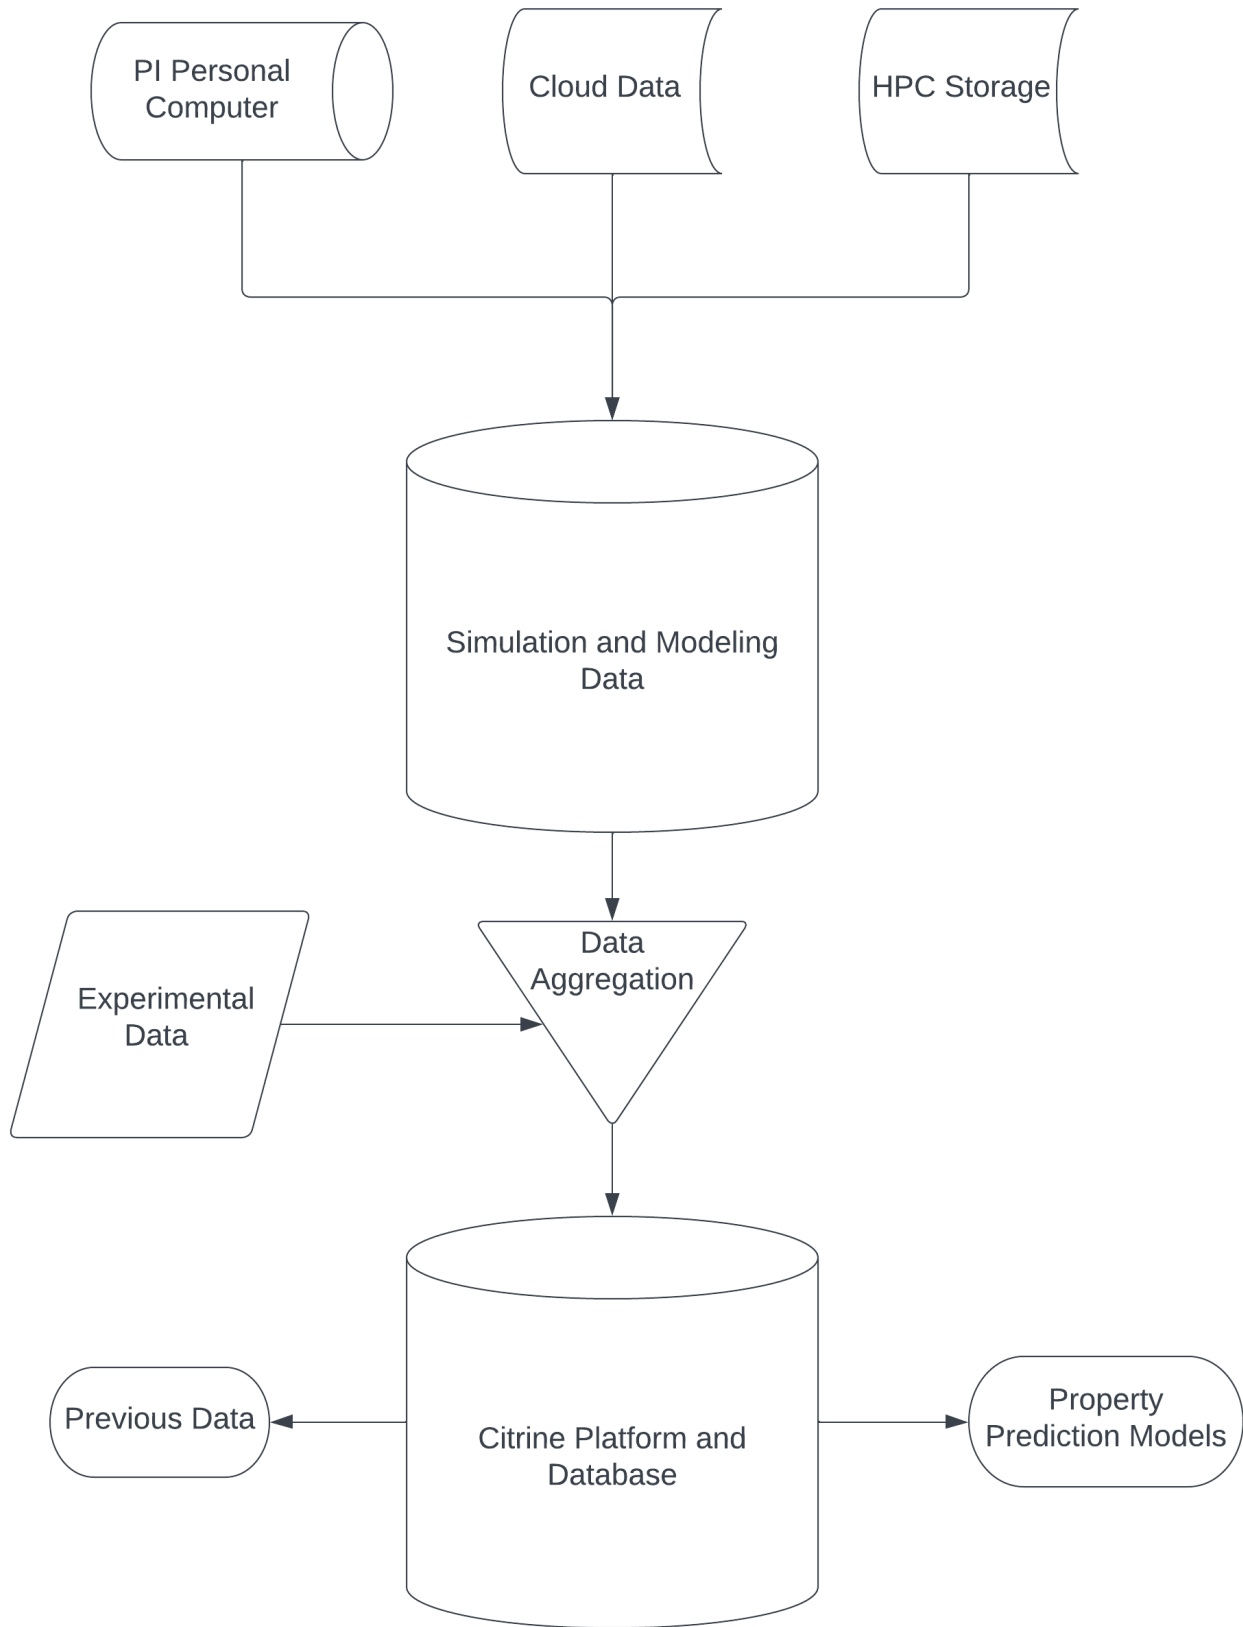 PI Personal
Computer
Cloud Data
HPC Storage
Simulation and Modeling
Data
Data
Aggregation
Experimental
Data
Previous Data
Citrine Platform and
Database
Property
Prediction Models